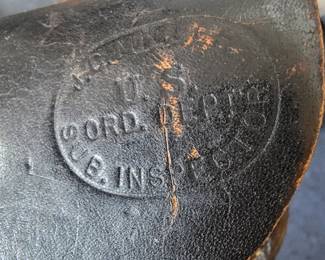 U.S.
ORD. DEPT.
SUB. INSPECTOR